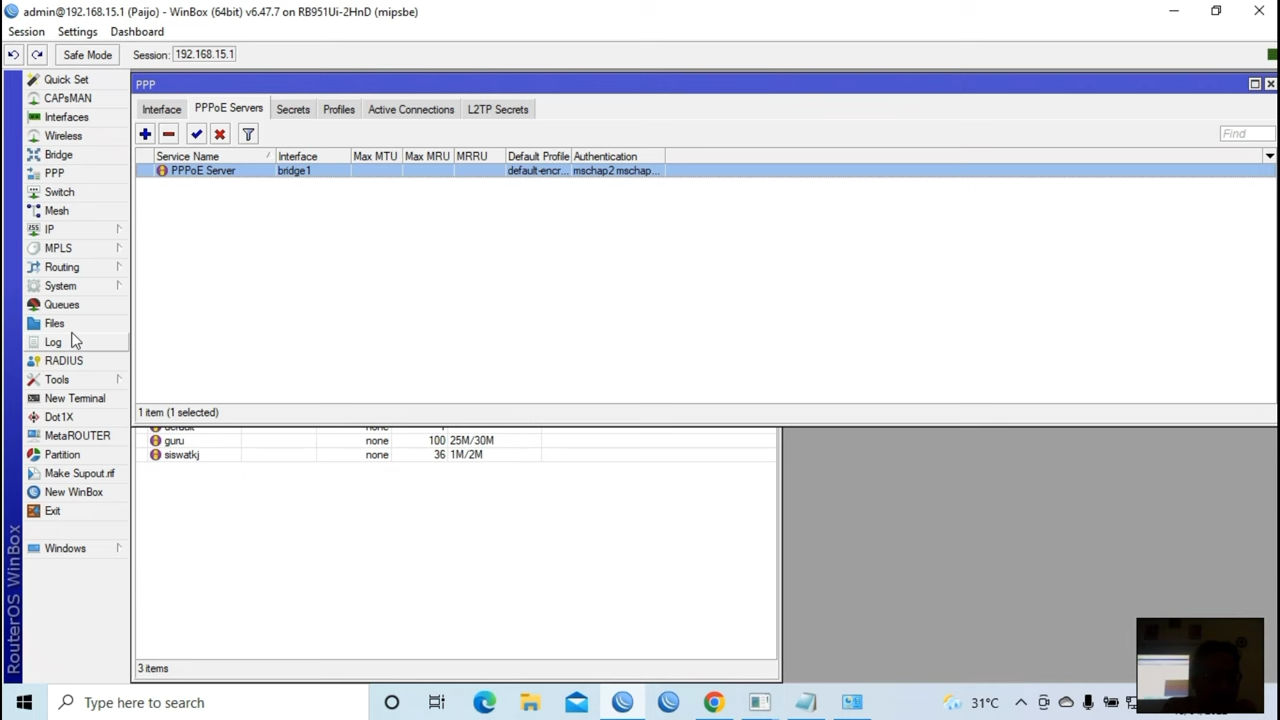 admin@192.168.15.1 (Paijo) - WinBox (64bit) v6.47.7 on RB951Ui-2HnD (mipsbe)
Session Settings Dashboard
Safe Mode Session: 192.168.15.1
Quick Set
CAPsMAN
Interfaces
Wireless
Bridge
PPP
Switch
Mesh
IP
MPLS
Routing
System
Queues
Files
Log
RADIUS
Tools
New Terminal
Dot1X
MetaROUTER
Partition
Make Supout.rif
New WinBox
Exit
Windows
RouterOS WinBox
PPP
Interface PPPoE Servers Secrets Profiles Active Connections L2TP Secrets
Find
Service Name Interface Max MTU Max MRU MRRU Default Profile Authentication
PPPoE Server bridge1 default-encr... mschap2 mschap...
1 item (1 selected)
guru none 100 25M/30M
siswatkj none 36 1M/2M
3 items
Type here to search
31°C